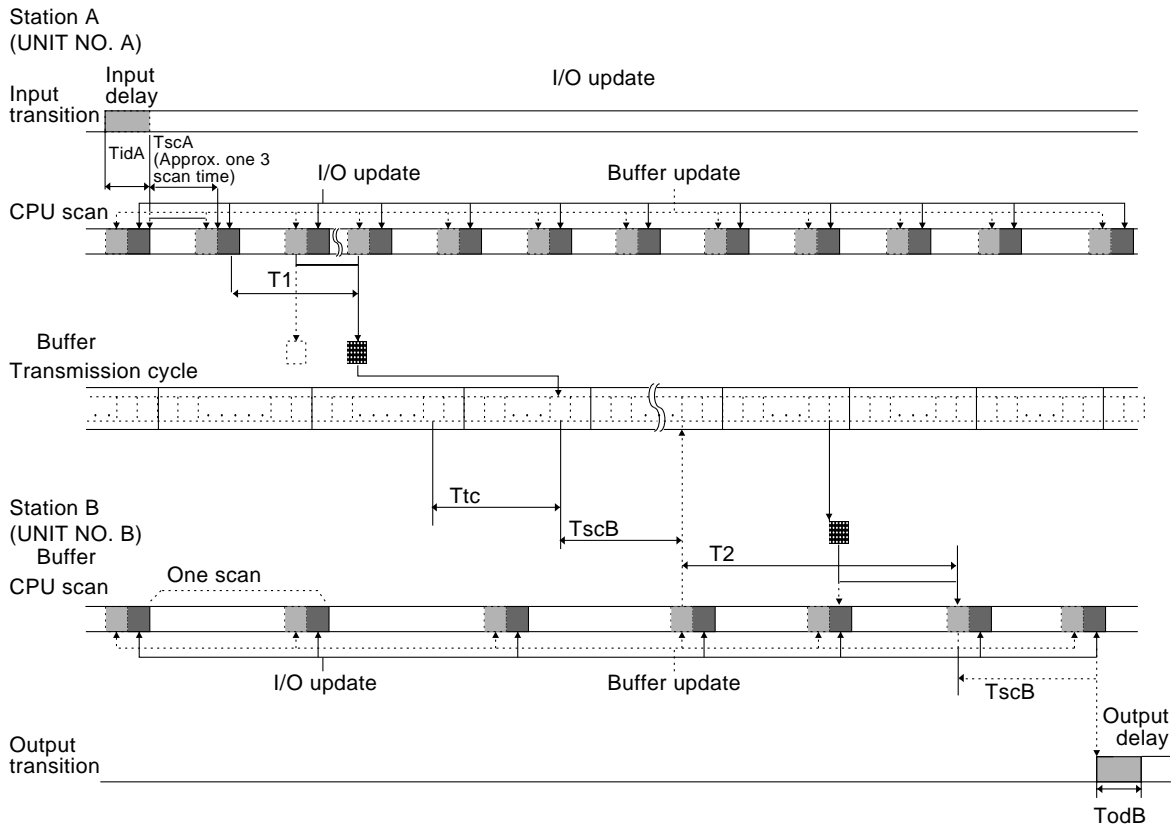 Station A
(UNIT NO. A)
Input
delay
I/O update
Input
transition
TidA
TscA
(Approx. one 3
scan time)
I/O update
Buffer update
CPU scan
T1
Buffer
Transmission cycle
Ttc
Station B
(UNIT NO. B)
TscB
Buffer
T2
CPU scan
One scan
I/O update
Buffer update
TscB
Output
delay
Output
transition
TodB